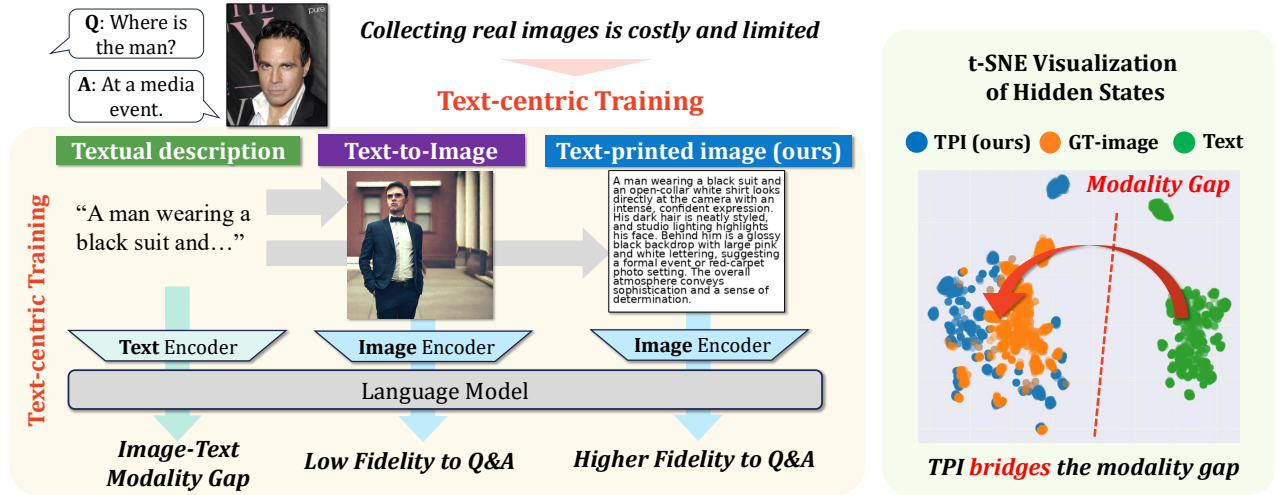 Q: Where is
the man?
A: At a media
event.
pure
Collecting real images is costly and limited
Text-centric Training
Text-centric Training
Textual description
Text-to-Image
Text-printed image (ours)
“A man wearing a
black suit and…”
A man wearing a black suit and
an open-collar white shirt looks
directly at the camera with an
intense, confident expression.
His dark hair is neatly styled,
and studio lighting highlights
his face. Behind him is a glossy
black backdrop with large pink
and white lettering, suggesting
a formal event or red-carpet
photo setting. The overall
atmosphere conveys
sophistication and a sense of
determination.
Text Encoder
Image Encoder
Image Encoder
Language Model
Image-Text
Modality Gap
Low Fidelity to Q&A
Higher Fidelity to Q&A
t-SNE Visualization
of Hidden States
TPI (ours)
GT-image
Text
Modality Gap
TPI bridges the modality gap